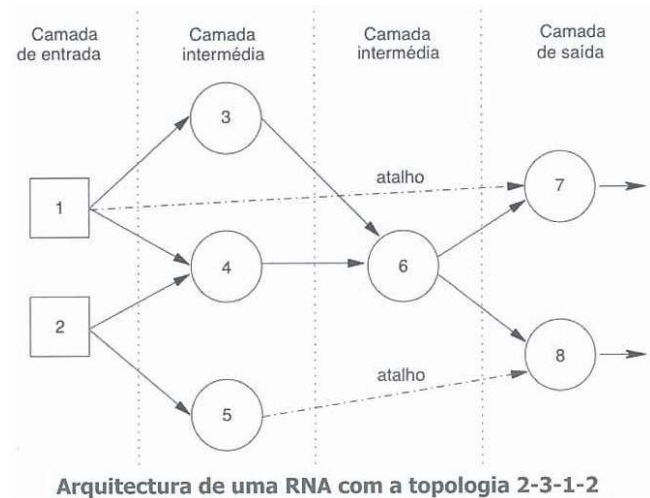 Camada
de entrada
Camada
intermédia
Camada
intermédia
Camada
de saída
3
atalho
7
1
4
6
2
8
atalho
5
Arquitectura de uma RNA com a topologia 2-3-1-2